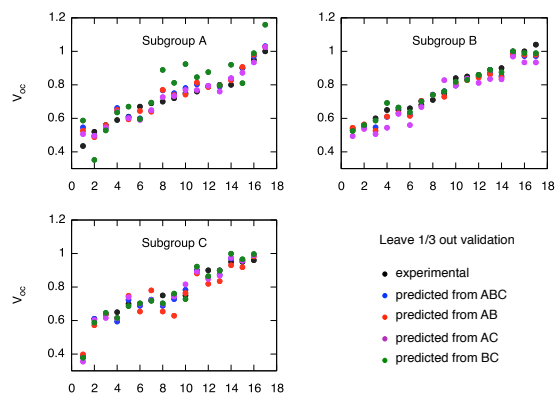 1.2
1
0.8
0.6
0.4
V_oc
Subgroup A
0 2 4 6 8 10 12 14 16 18
1.2
1
0.8
0.6
0.4
Subgroup B
0 2 4 6 8 10 12 14 16 18
1.2
1
0.8
0.6
0.4
V_oc
Subgroup C
0 2 4 6 8 10 12 14 16 18
Leave 1/3 out validation
experimental
predicted from ABC
predicted from AB
predicted from AC
predicted from BC